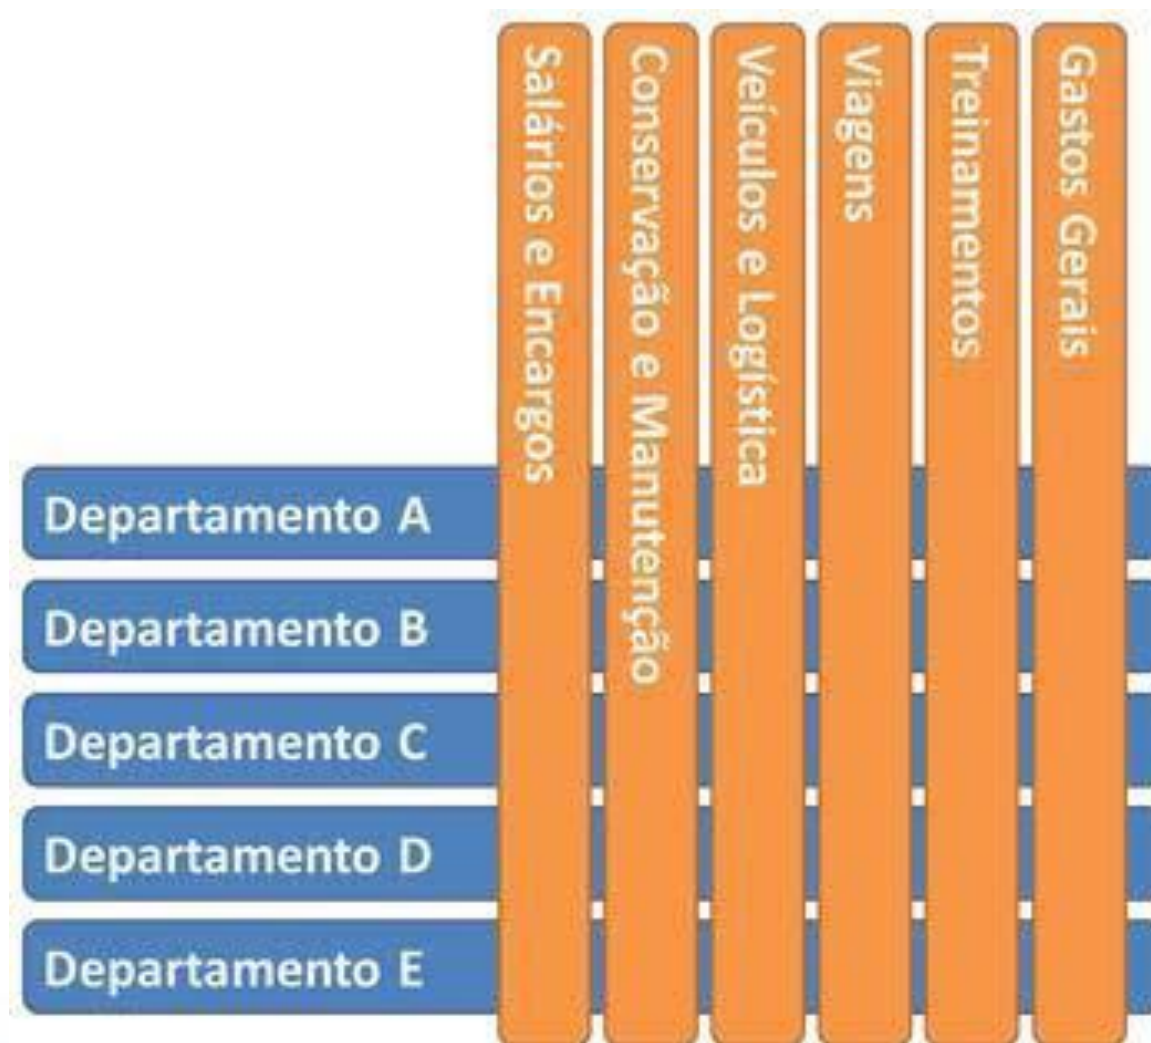 Salários e Encargos
Conservação e Manutenção
Veículos e Logística
Viagens
Treinamentos
Gastos Gerais
Departamento A
Departamento B
Departamento C
Departamento D
Departamento E